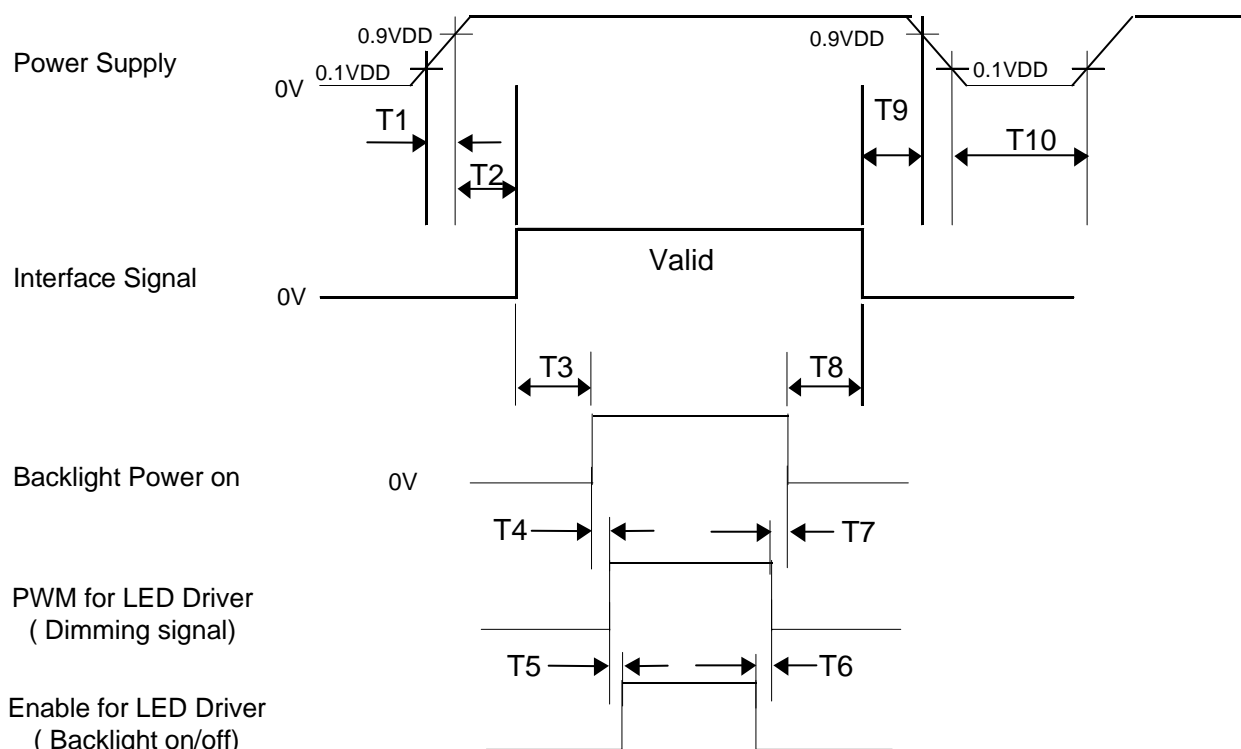 0.9VDD
0.9VDD
Power Supply
0.1VDD
0.1VDD
0V
T1
T9
T10
T2
Valid
Interface Signal
0V
T3
T8
Backlight Power on
0V
T4
T7
PWM for LED Driver
( Dimming signal)
T5
T6
Enable for LED Driver
( Backlight on/off)